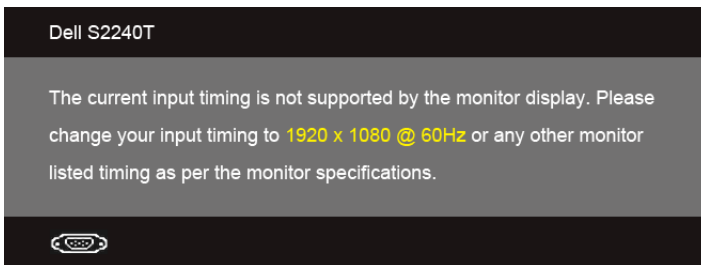 Dell S2240T
The current input timing is not supported by the monitor display. Please
change your input timing to 1920 x 1080 @ 60Hz or any other monitor
listed timing as per the monitor specifications.